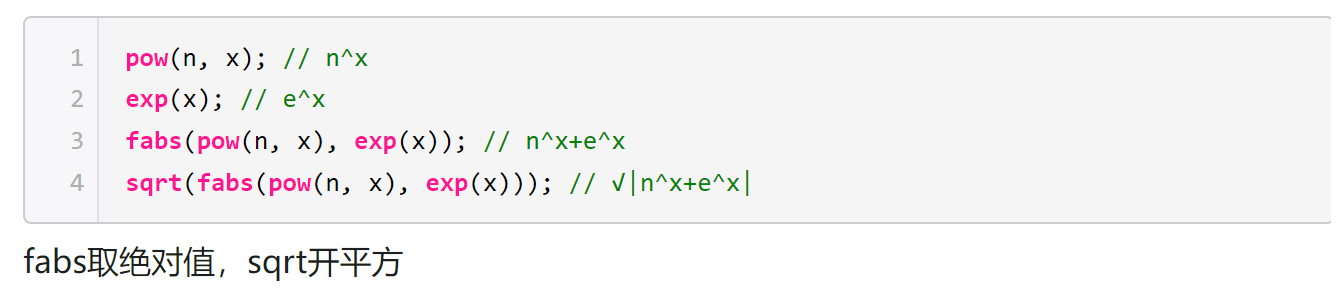 1 pow(n, x); // n^x
2 exp(x); // e^x
3 fabs(pow(n, x), exp(x)); // n^x+e^x
4 sqrt(fabs(pow(n, x), exp(x))); // √|n^x+e^x|
fabs取绝对值，sqrt开平方